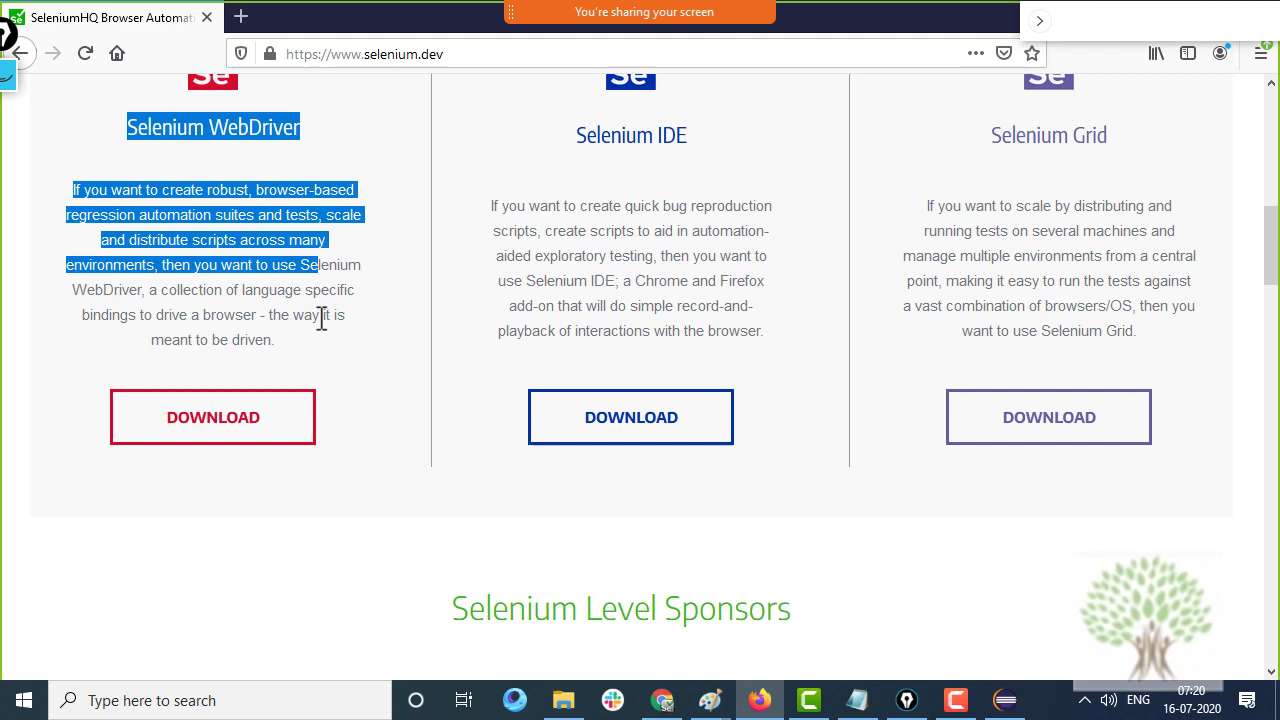 SeleniumHQ Browser Automat
You're sharing your screen
https://www.selenium.dev
Se
Se
Se
Selenium WebDriver
If you want to create robust, browser-based
regression automation suites and tests, scale
and distribute scripts across many
environments, then you want to use Selenium
WebDriver, a collection of language specific
bindings to drive a browser - the way it is
meant to be driven.
DOWNLOAD
Selenium IDE
If you want to create quick bug reproduction
scripts, create scripts to aid in automation-
aided exploratory testing, then you want to
use Selenium IDE; a Chrome and Firefox
add-on that will do simple record-and-
playback of interactions with the browser.
DOWNLOAD
Selenium Grid
If you want to scale by distributing and
running tests on several machines and
manage multiple environments from a central
point, making it easy to run the tests against
a vast combination of browsers/OS, then you
want to use Selenium Grid.
DOWNLOAD
Selenium Level Sponsors
Type here to search
ENG
07:20
16-07-2020